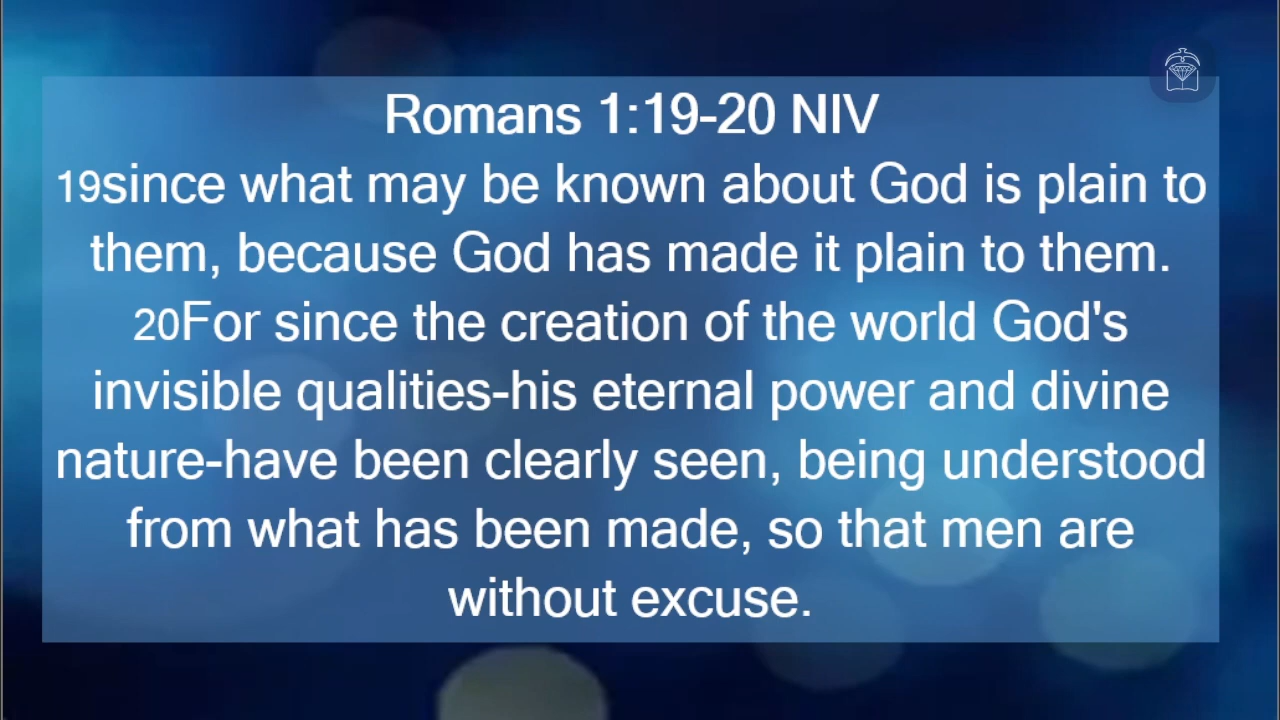 Romans 1:19-20 NIV
19since what may be known about God is plain to
them, because God has made it plain to them.
20For since the creation of the world God's
invisible qualities-his eternal power and divine
nature-have been clearly seen, being understood
from what has been made, so that men are
without excuse.